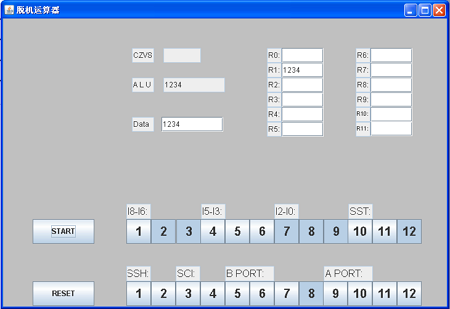 脱机运算器
CZVS
R0:
R6:
R1: 1234
R7:
A L U 1234
R2:
R8:
R3:
R9:
Data 1234
R4:
R10:
R5:
R11:
I8-I6: I5-I3: I2-I0: SST:
START 1 2 3 4 5 6 7 8 9 10 11 12
SSH: SCI: B PORT: A PORT:
RESET 1 2 3 4 5 6 7 8 9 10 11 12